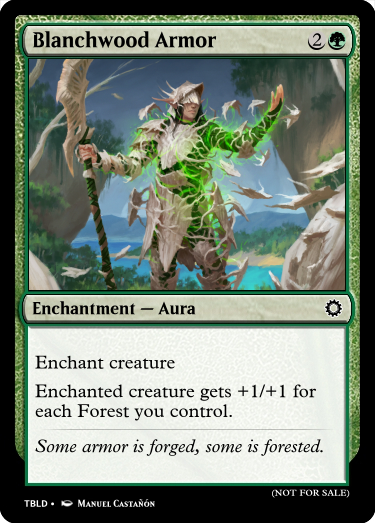 Blanchwood Armor 2
Enchantment — Aura
Enchant creature
Enchanted creature gets +1/+1 for
each Forest you control.
Some armor is forged, some is forested.
(NOT FOR SALE)
TBLD • Manuel Castañón